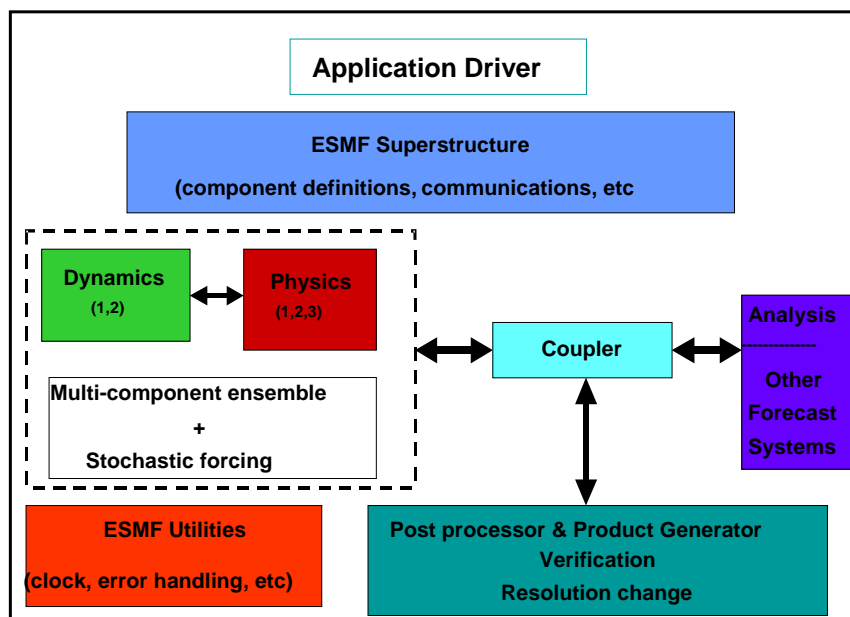 Application Driver
ESMF Superstructure
(component definitions, communications, etc
Dynamics
(1,2)
Physics
(1,2,3)
Multi-component ensemble
+
Stochastic forcing
Coupler
Analysis
--------------
Other
Forecast
Systems
ESMF Utilities
(clock, error handling, etc)
Post processor & Product Generator
Verification
Resolution change